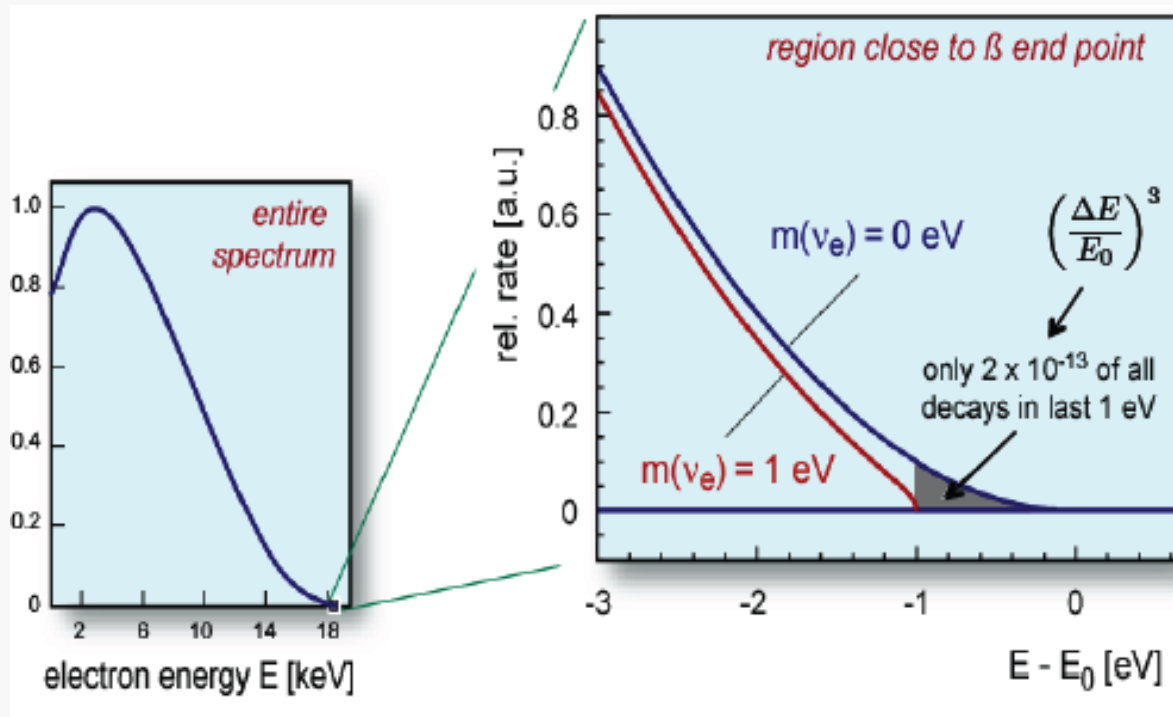 entire
spectrum
1.0
0.8
0.6
0.4
0.2
0
2 6 10 14 18
electron energy E [keV]
region close to ß end point
rel. rate [a.u.]
0.8
0.6
0.4
0.2
0
m(νe) = 0 eV
m(νe) = 1 eV
(ΔE/E0)³
only 2 x 10⁻¹³ of all
decays in last 1 eV
-3 -2 -1 0
E - E0 [eV]